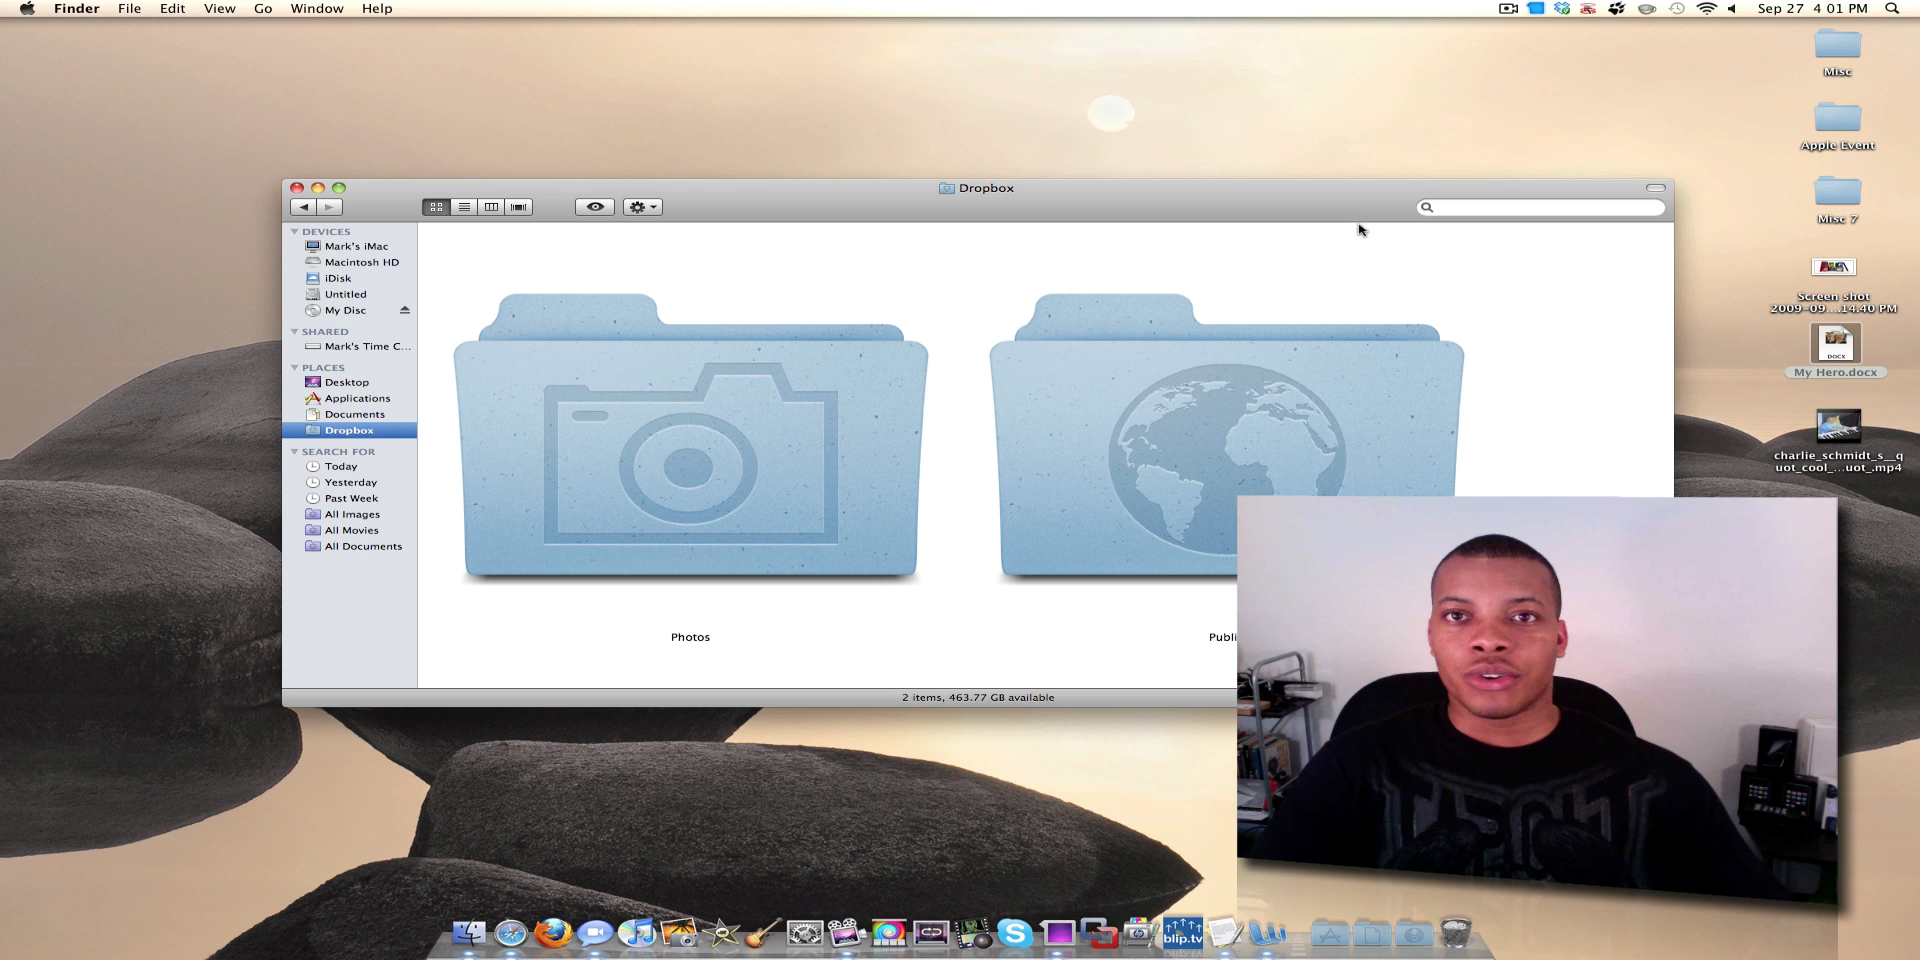 Finder File Edit View Go Window Help
Sep 27 4 01 PM
Misc
Apple Event
Misc 7
Screen shot
2009-09....14.40 PM
DOCX
My Hero.docx
charlie_schmidt_s__q
uot_cool_...uot_.mp4
Dropbox
DEVICES
Mark's iMac
Macintosh HD
iDisk
Untitled
My Disc
SHARED
Mark's Time C...
PLACES
Desktop
Applications
Documents
Dropbox
SEARCH FOR
Today
Yesterday
Past Week
All Images
All Movies
All Documents
Photos
Publi
2 items, 463.77 GB available
blip.tv